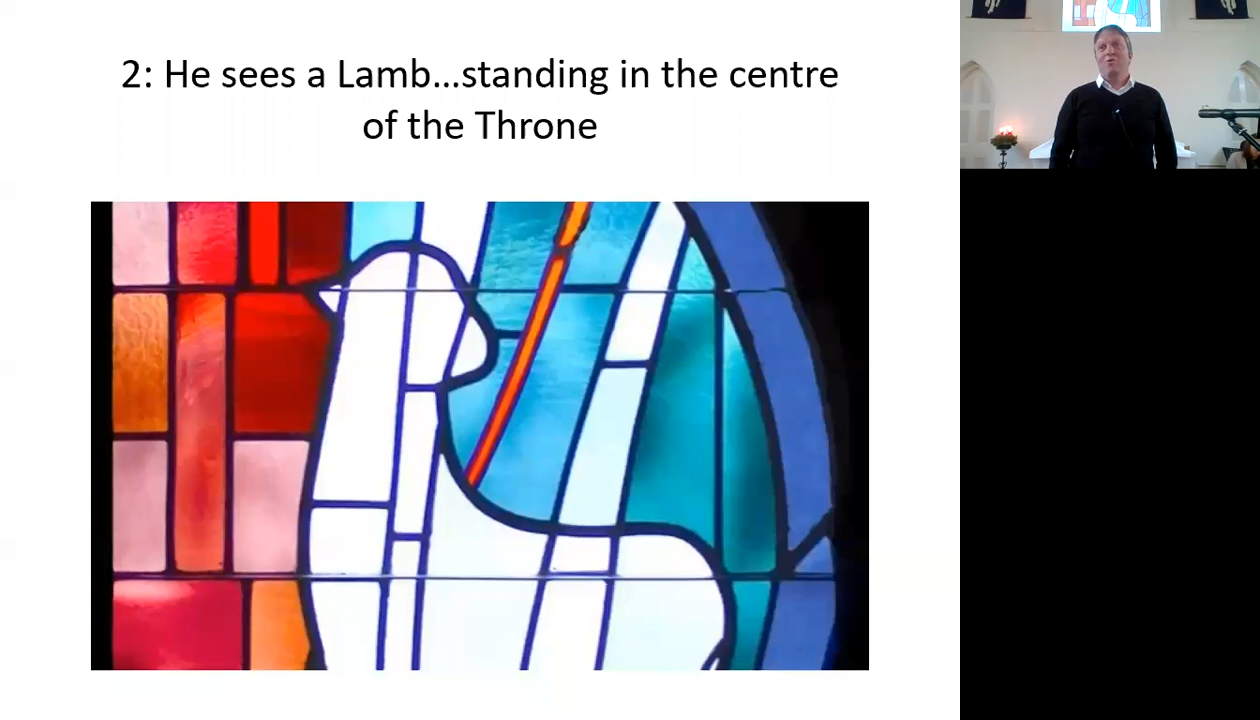 2: He sees a Lamb...standing in the centre
of the Throne